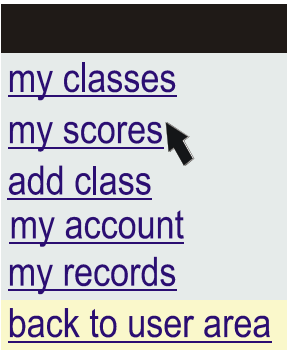 my classes
my scores
add class
my account
my records
back to user area